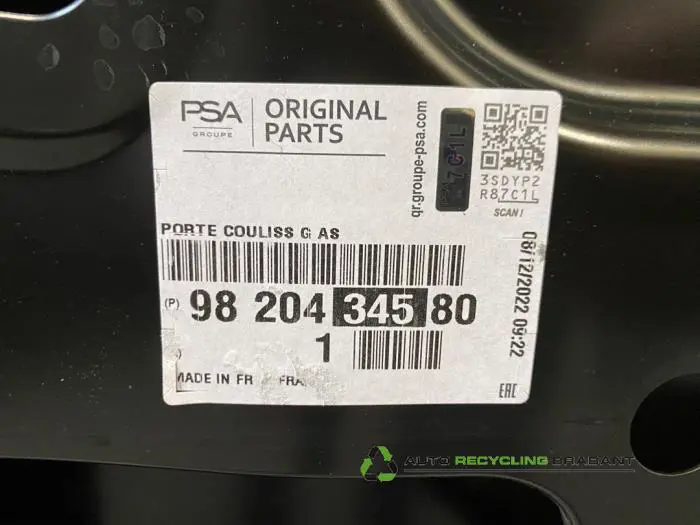 PSA
GROUPE
ORIGINAL
PARTS
qr.groupe-psa.com
7C1L
3SDYP2
R87C1L
SCAN!
PORTE COULISS G AS
(P) 98 204 345 80
1
MADE IN FR
08/12/2022 09:22
EAC
AUTO RECYCLING BRABANT